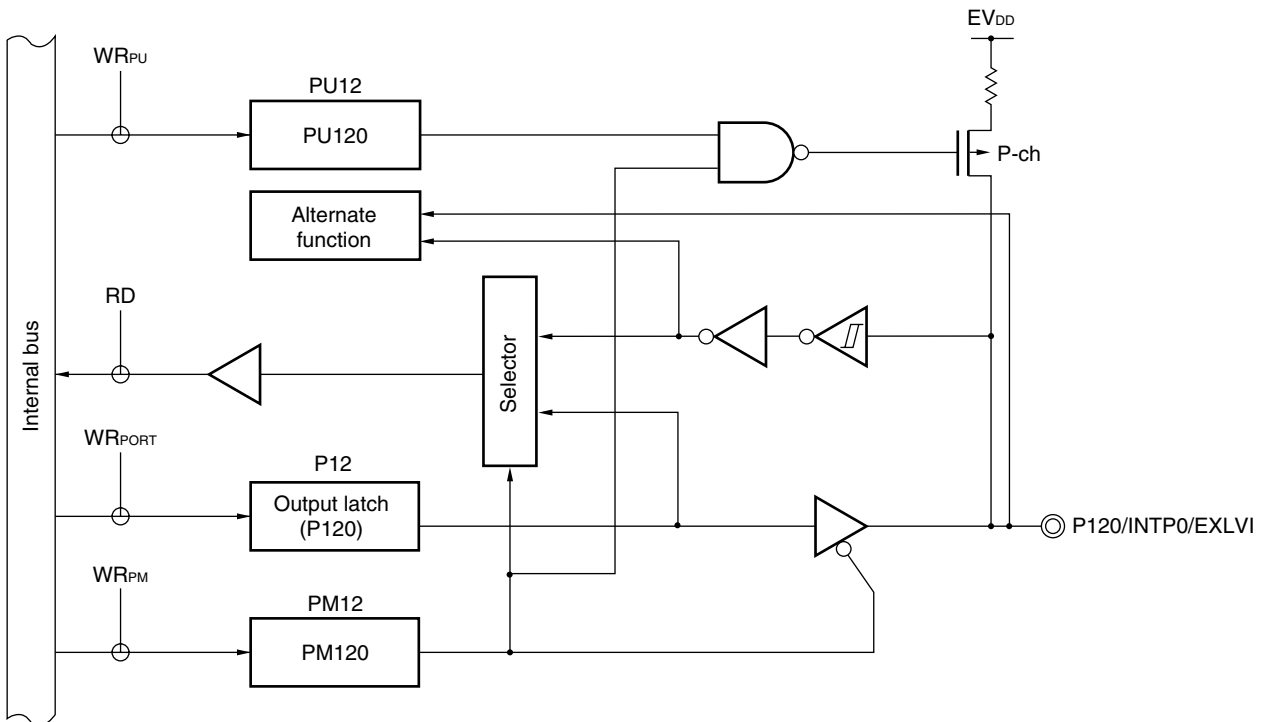 EVDD
WRPU
PU12
PU120
P-ch
Alternate
function
RD
Selector
Internal bus
WRPORT
P12
Output latch
(P120)
P120/INTP0/EXLVI
WRPM
PM12
PM120